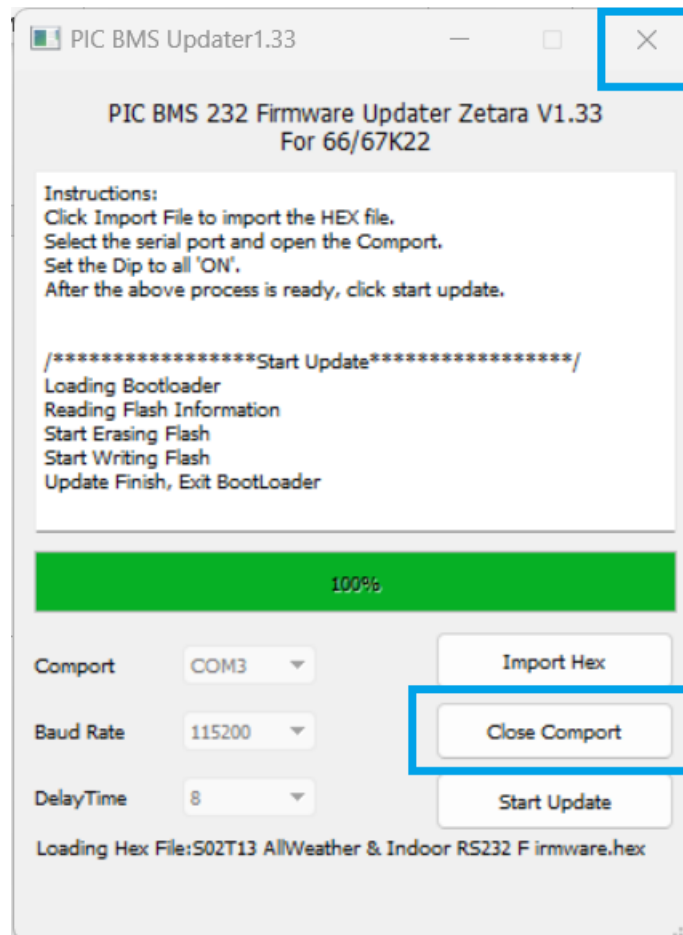 PIC BMS Updater1.33
PIC BMS 232 Firmware Updater Zetara V1.33
For 66/67K22
Instructions:
Click Import File to import the HEX file.
Select the serial port and open the Comport.
Set the Dip to all 'ON'.
After the above process is ready, click start update.
/*****************Start Update*****************/
Loading Bootloader
Reading Flash Information
Start Erasing Flash
Start Writing Flash
Update Finish, Exit BootLoader
100%
Comport COM3 Import Hex
Baud Rate 115200 Close Comport
DelayTime 8 Start Update
Loading Hex File:S02T13 AllWeather & Indoor RS232 F irmware.hex